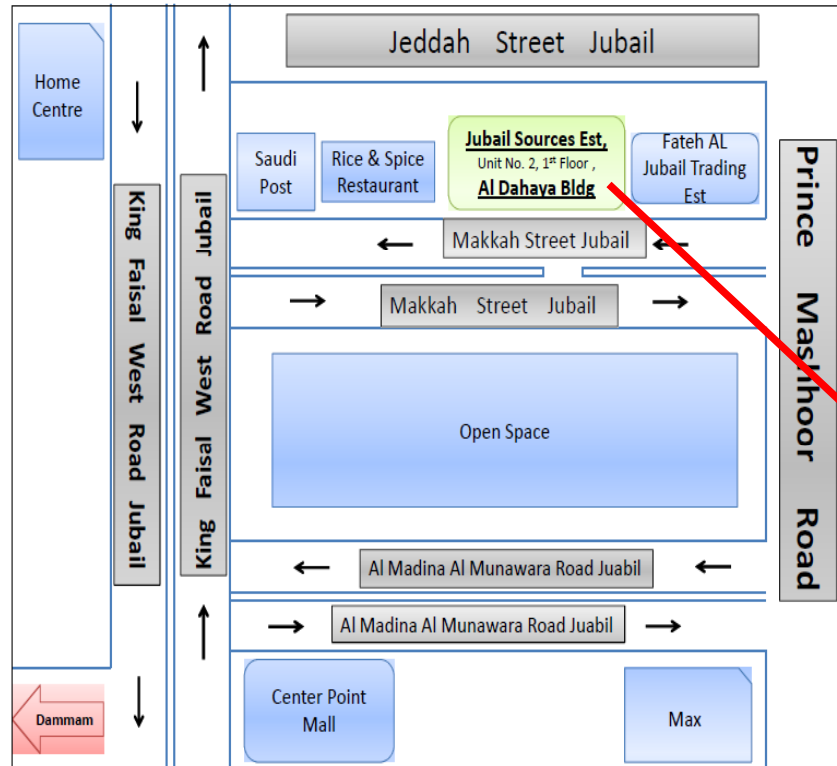 Jeddah Street Jubail
Home
Centre
Saudi
Post
Rice & Spice
Restaurant
Jubail Sources Est,
Unit No. 2, 1st Floor ,
Al Dahaya Bldg
Fateh AL
Jubail Trading
Est
King Faisal West Road Jubail
King Faisal West Road Jubail
Prince Mashhoor Road
Makkah Street Jubail
Makkah Street Jubail
Open Space
Al Madina Al Munawara Road Juabil
Al Madina Al Munawara Road Juabil
Dammam
Center Point
Mall
Max